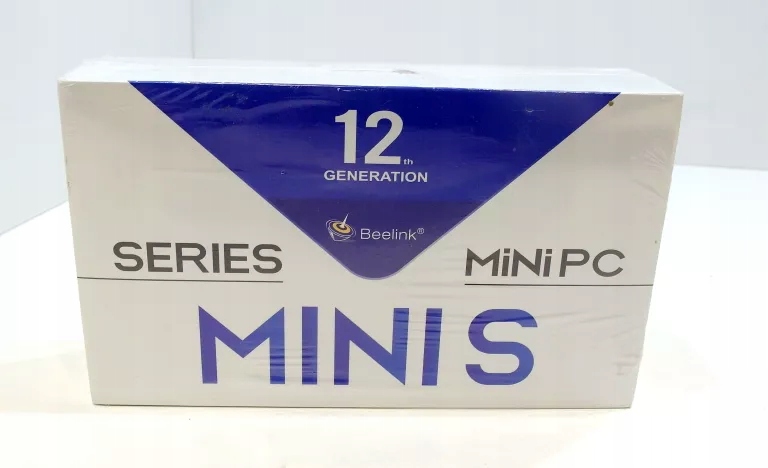 12th
GENERATION
Beelink®
SERIES
MiNi PC
MINI S